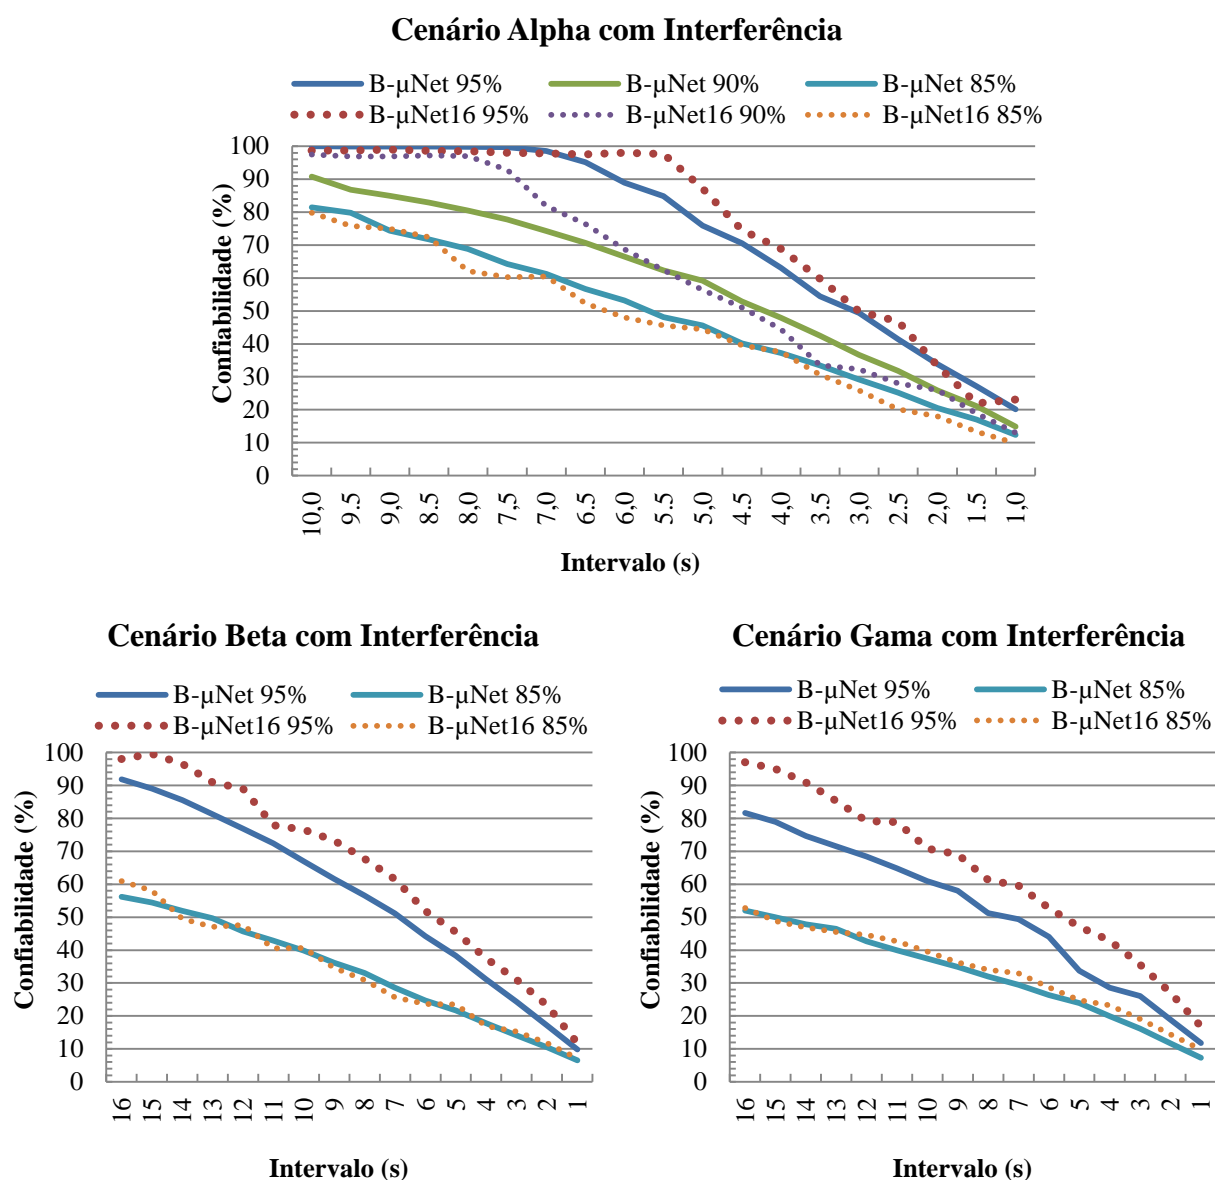 Cenário Alpha com Interferência
B-µNet 95% B-µNet 90% B-µNet 85%
B-µNet16 95% B-µNet16 90% B-µNet16 85%
Confiabilidade (%)
100
90
80
70
60
50
40
30
20
10
0
10,0 9.5 9,0 8.5 8,0 7,5 7,0 6.5 6,0 5.5 5,0 4.5 4,0 3.5 3,0 2.5 2,0 1.5 1,0
Intervalo (s)
Cenário Beta com Interferência
B-µNet 95% B-µNet 85%
B-µNet16 95% B-µNet16 85%
Confiabilidade (%)
100
90
80
70
60
50
40
30
20
10
0
16 15 14 13 12 11 10 9 8 7 6 5 4 3 2 1
Intervalo (s)
Cenário Gama com Interferência
B-µNet 95% B-µNet 85%
B-µNet16 95% B-µNet16 85%
Confiabilidade (%)
100
90
80
70
60
50
40
30
20
10
0
16 15 14 13 12 11 10 9 8 7 6 5 4 3 2 1
Intervalo (s)